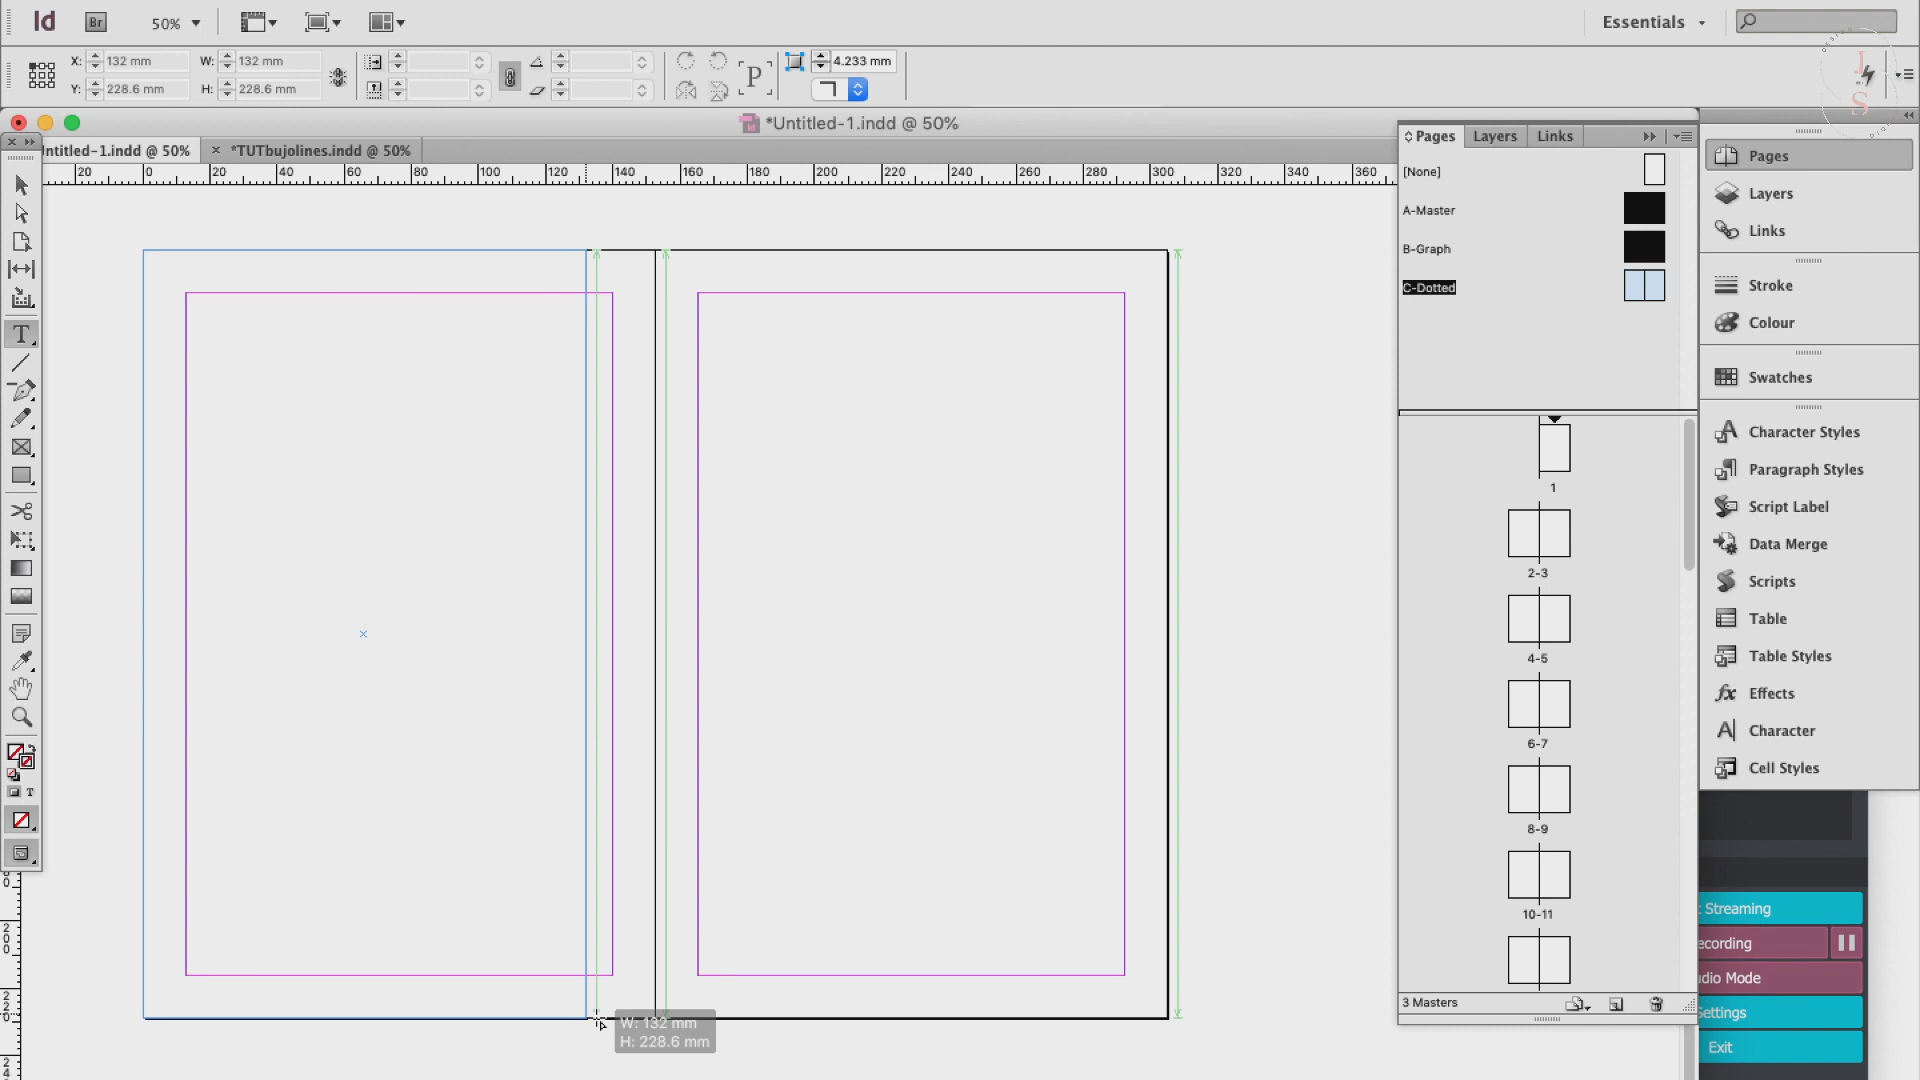 Id Br 50% Essentials
X: 132 mm W: 132 mm 4.233 mm
Y: 228.6 mm H: 228.6 mm P
*Untitled-1.indd @ 50%
ntitled-1.indd @ 50% × *TUTbujolines.indd @ 50%
20 0 20 40 60 80 100 120 140 160 180 200 220 240 260 280 300 320 340 360
Pages Layers Links
[None]
A-Master
B-Graph
C-Dotted
1
2-3
4-5
6-7
8-9
10-11
3 Masters
Pages
Layers
Links
Stroke
Colour
Swatches
Character Styles
Paragraph Styles
Script Label
Data Merge
Scripts
Table
Table Styles
Effects
Character
Cell Styles
Streaming
ecording
dio Mode
Settings
Exit
W: 132 mm
H: 228.6 mm